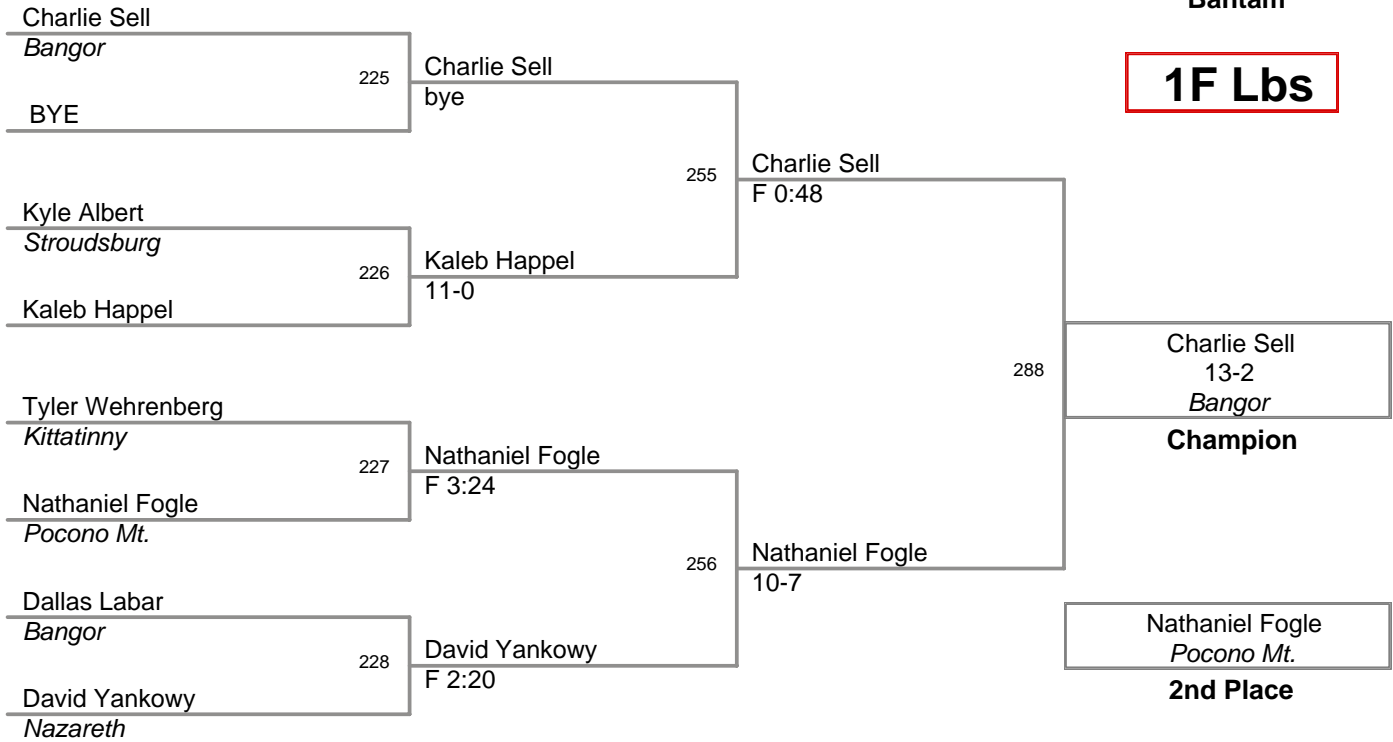 Bantam
1F Lbs
Charlie Sell
Bangor
225
BYE
Charlie Sell
bye
Kyle Albert
Stroudsburg
226
Kaleb Happel
Kaleb Happel
11-0
255
Charlie Sell
F 0:48
Tyler Wehrenberg
Kittatinny
227
Nathaniel Fogle
Pocono Mt.
Nathaniel Fogle
F 3:24
Dallas Labar
Bangor
228
David Yankowy
Nazareth
David Yankowy
F 2:20
256
Nathaniel Fogle
10-7
288
Charlie Sell
13-2
Bangor
Champion
Nathaniel Fogle
Pocono Mt.
2nd Place